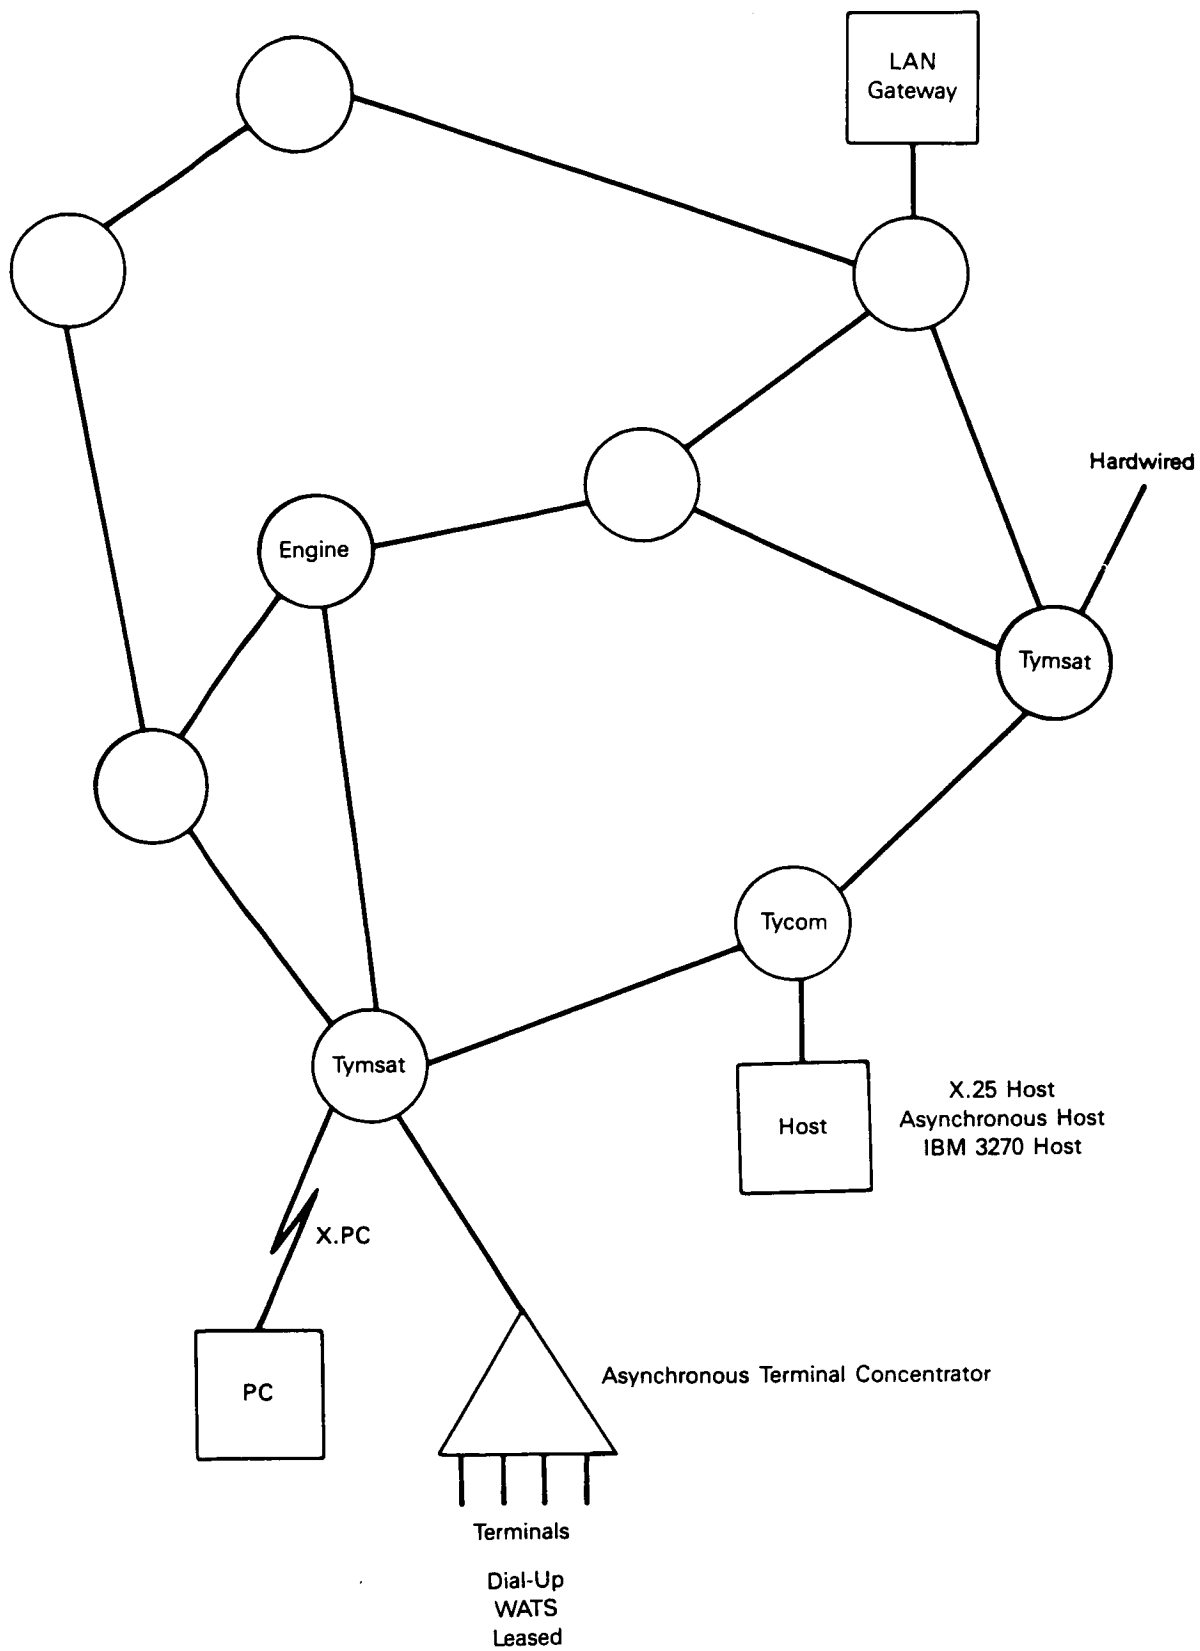 LAN
Gateway
Hardwired
Engine
Tymsat
Tycom
Tymsat
Host
X.25 Host
Asynchronous Host
IBM 3270 Host
X.PC
PC
Asynchronous Terminal Concentrator
Terminals
Dial-Up
WATS
Leased